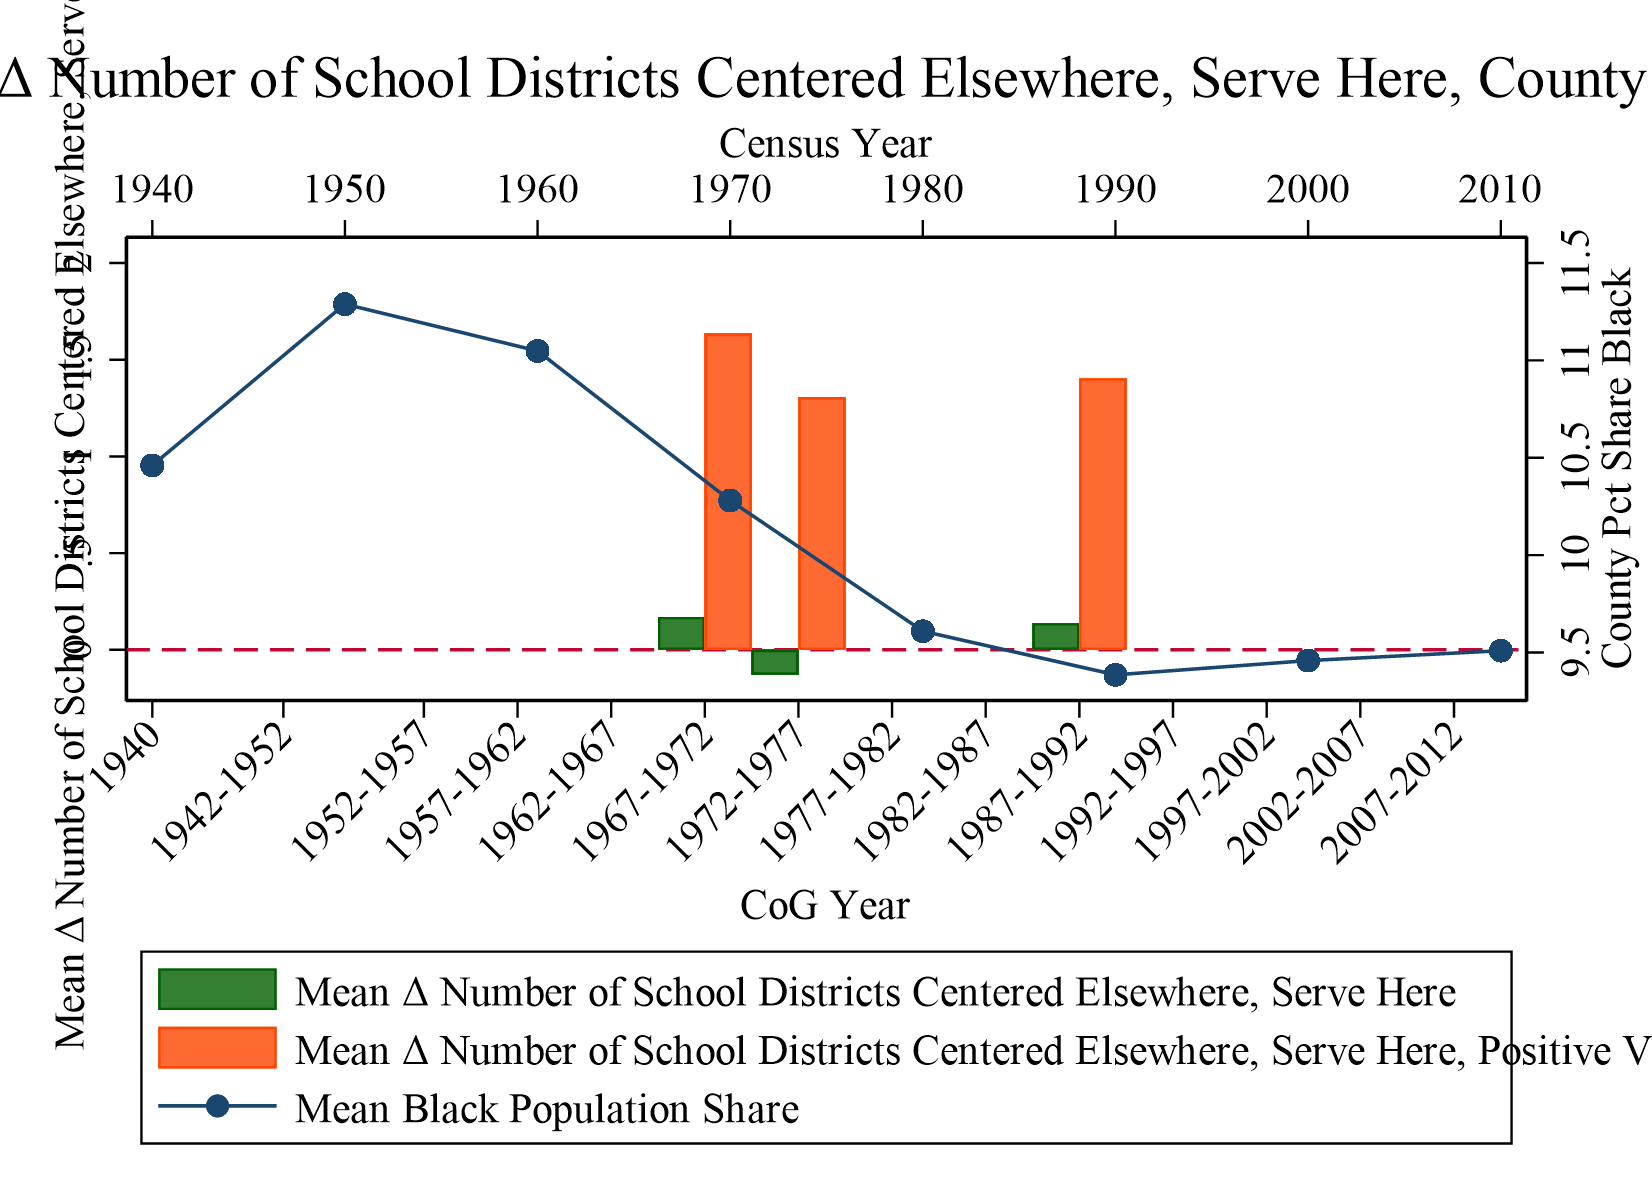 Δ Number of School Districts Centered Elsewhere, Serve Here, County
Census Year
1940 1950 1960 1970 1980 1990 2000 2010
Mean Δ Number of School Districts Centered Elsewhere, Serve
0 .5 1 1.5 2
9.5 10 10.5 11 11.5
County Pct Share Black
1940 1942-1952 1952-1957 1957-1962 1962-1967 1967-1972 1972-1977 1977-1982 1982-1987 1987-1992 1992-1997 1997-2002 2002-2007 2007-2012
CoG Year
Mean Δ Number of School Districts Centered Elsewhere, Serve Here
Mean Δ Number of School Districts Centered Elsewhere, Serve Here, Positive V
Mean Black Population Share